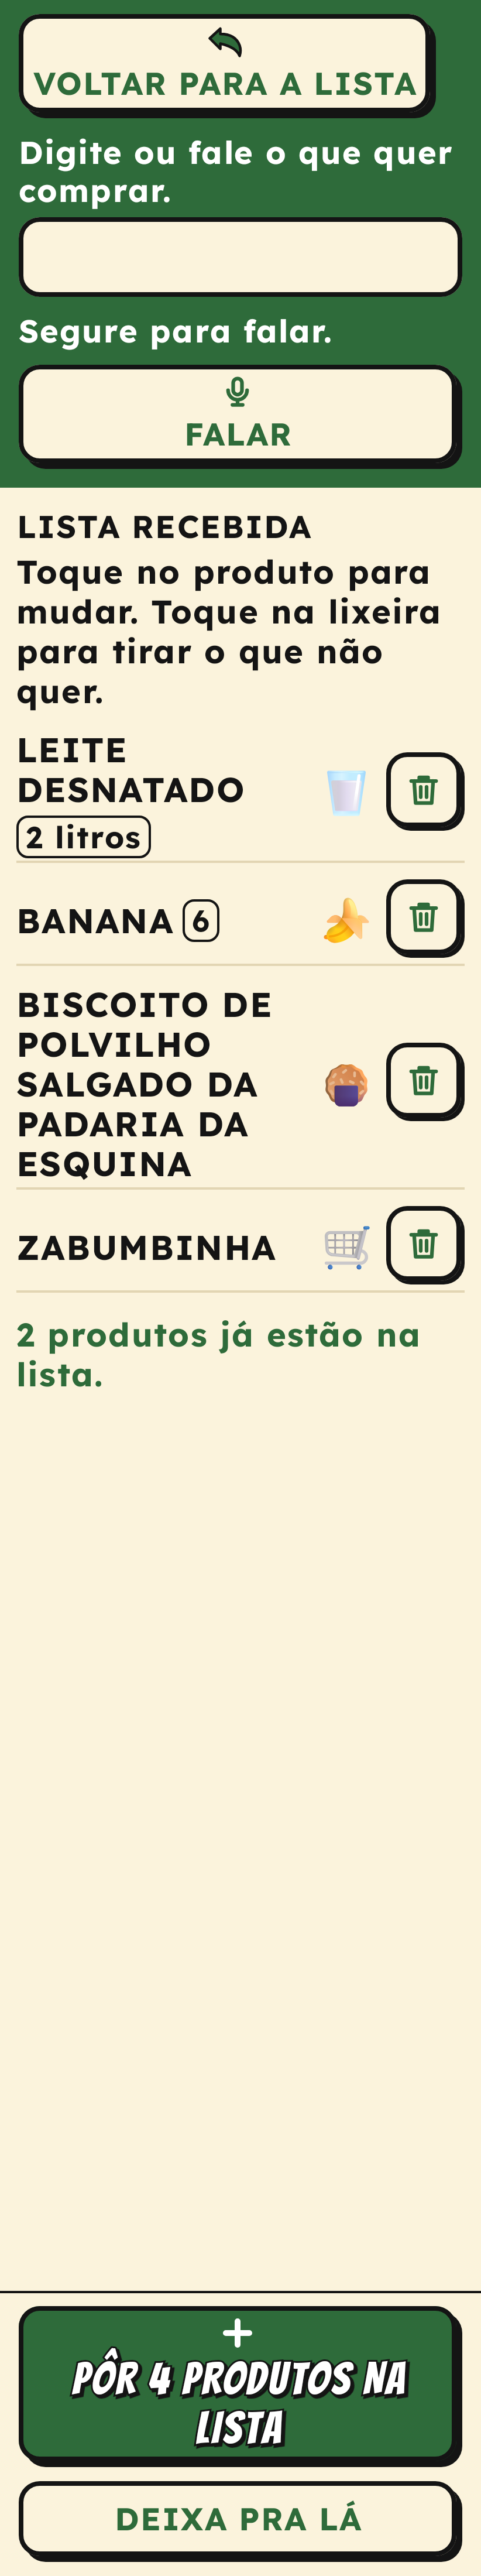 VOLTAR PARA A LISTA
Digite ou fale o que quer
comprar.
Segure para falar.
FALAR
LISTA RECEBIDA
Toque no produto para
mudar. Toque na lixeira
para tirar o que não
quer.
LEITE
DESNATADO
2 litros
BANANA 6
BISCOITO DE
POLVILHO
SALGADO DA
PADARIA DA
ESQUINA
ZABUMBINHA
2 produtos já estão na
lista.
PÔR 4 PRODUTOS NA
LISTA
DEIXA PRA LÁ